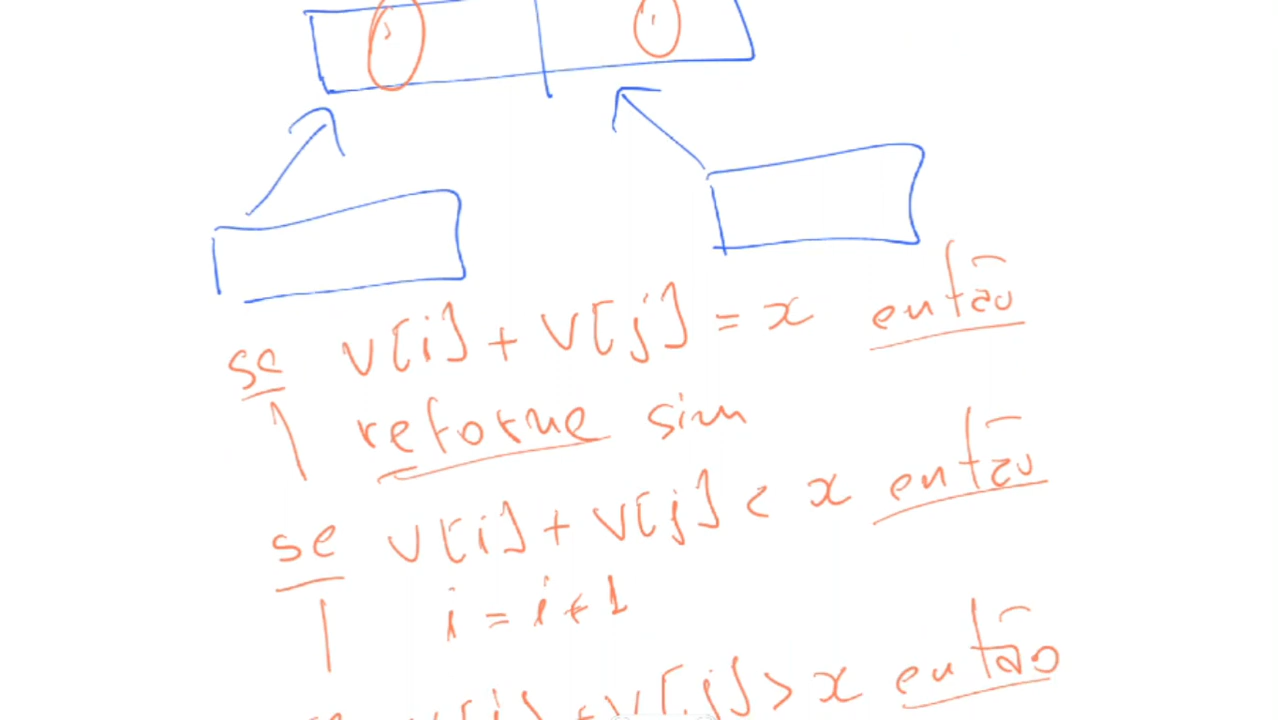 se v[i] + v[j] = x então
retorne sim
se v[i] + v[j] < x então
i = i + 1
v[i] + v[j] > x então